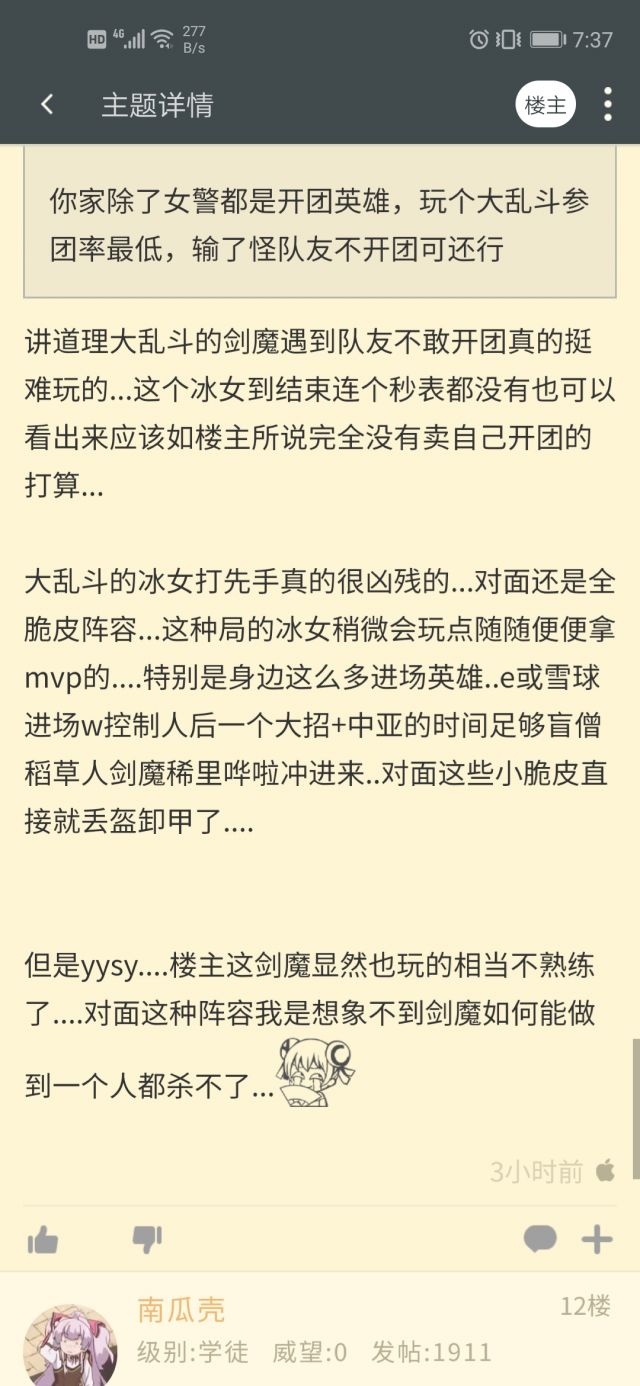 HD 4G 277 B/s 7:37
主题详情 楼主
你家除了女警都是开团英雄，玩个大乱斗参
团率最低，输了怪队友不开团可还行
讲道理大乱斗的剑魔遇到队友不敢开团真的挺
难玩的...这个冰女到结束连个秒表都没有也可以
看出来应该如楼主所说完全没有卖自己开团的
打算...
大乱斗的冰女打先手真的很凶残的...对面还是全
脆皮阵容...这种局的冰女稍微会玩点随随便便拿
mvp的....特别是身边这么多进场英雄..e或雪球
进场w控制人后一个大招+中亚的时间足够盲僧
稻草人剑魔稀里哗啦冲进来..对面这些小脆皮直
接就丢盔卸甲了....
但是yysy....楼主这剑魔显然也玩的相当不熟练
了....对面这种阵容我是想象不到剑魔如何能做
到一个人都杀不了...
3小时前
南瓜壳 12楼
级别:学徒 威望:0 发帖:1911